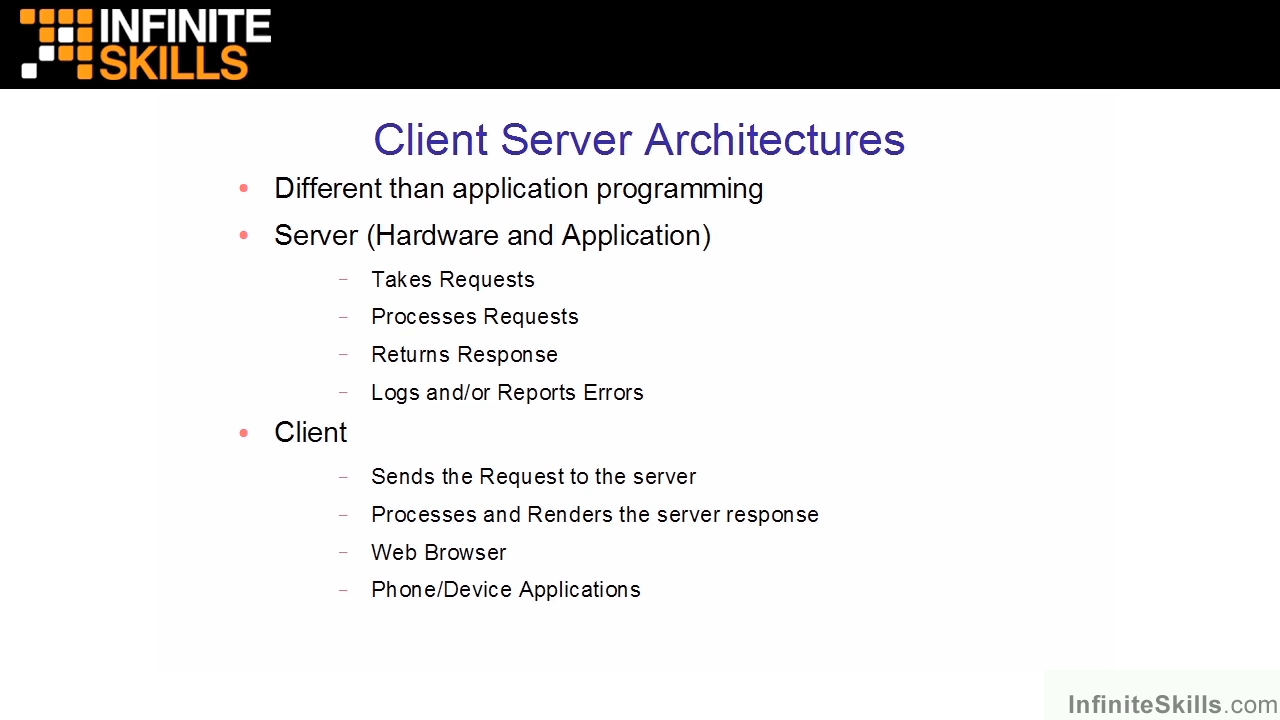 INFINITE
SKILLS
Client Server Architectures
• Different than application programming
• Server (Hardware and Application)
– Takes Requests
– Processes Requests
– Returns Response
– Logs and/or Reports Errors
• Client
– Sends the Request to the server
– Processes and Renders the server response
– Web Browser
– Phone/Device Applications
InfiniteSkills.com